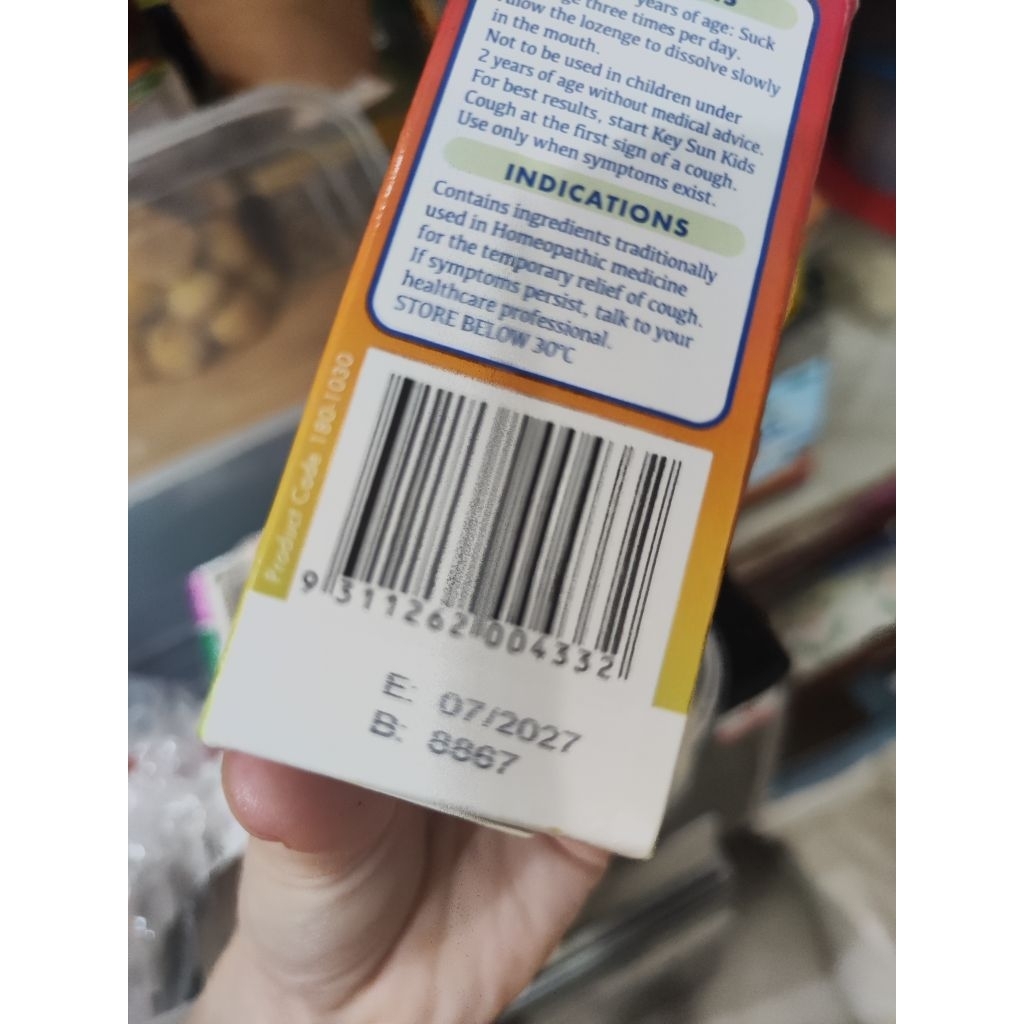 years of age: Suck
three times per day.
Allow the lozenge to dissolve slowly
in the mouth.
Not to be used in children under
2 years of age without medical advice.
For best results, start Key Sun Kids
Cough at the first sign of a cough.
Use only when symptoms exist.
INDICATIONS
Contains ingredients traditionally
used in Homeopathic medicine
for the temporary relief of cough.
If symptoms persist, talk to your
healthcare professional.
STORE BELOW 30°C
Product Code 180-1030
9 311262 004332
E: 07/2027
B: 8867